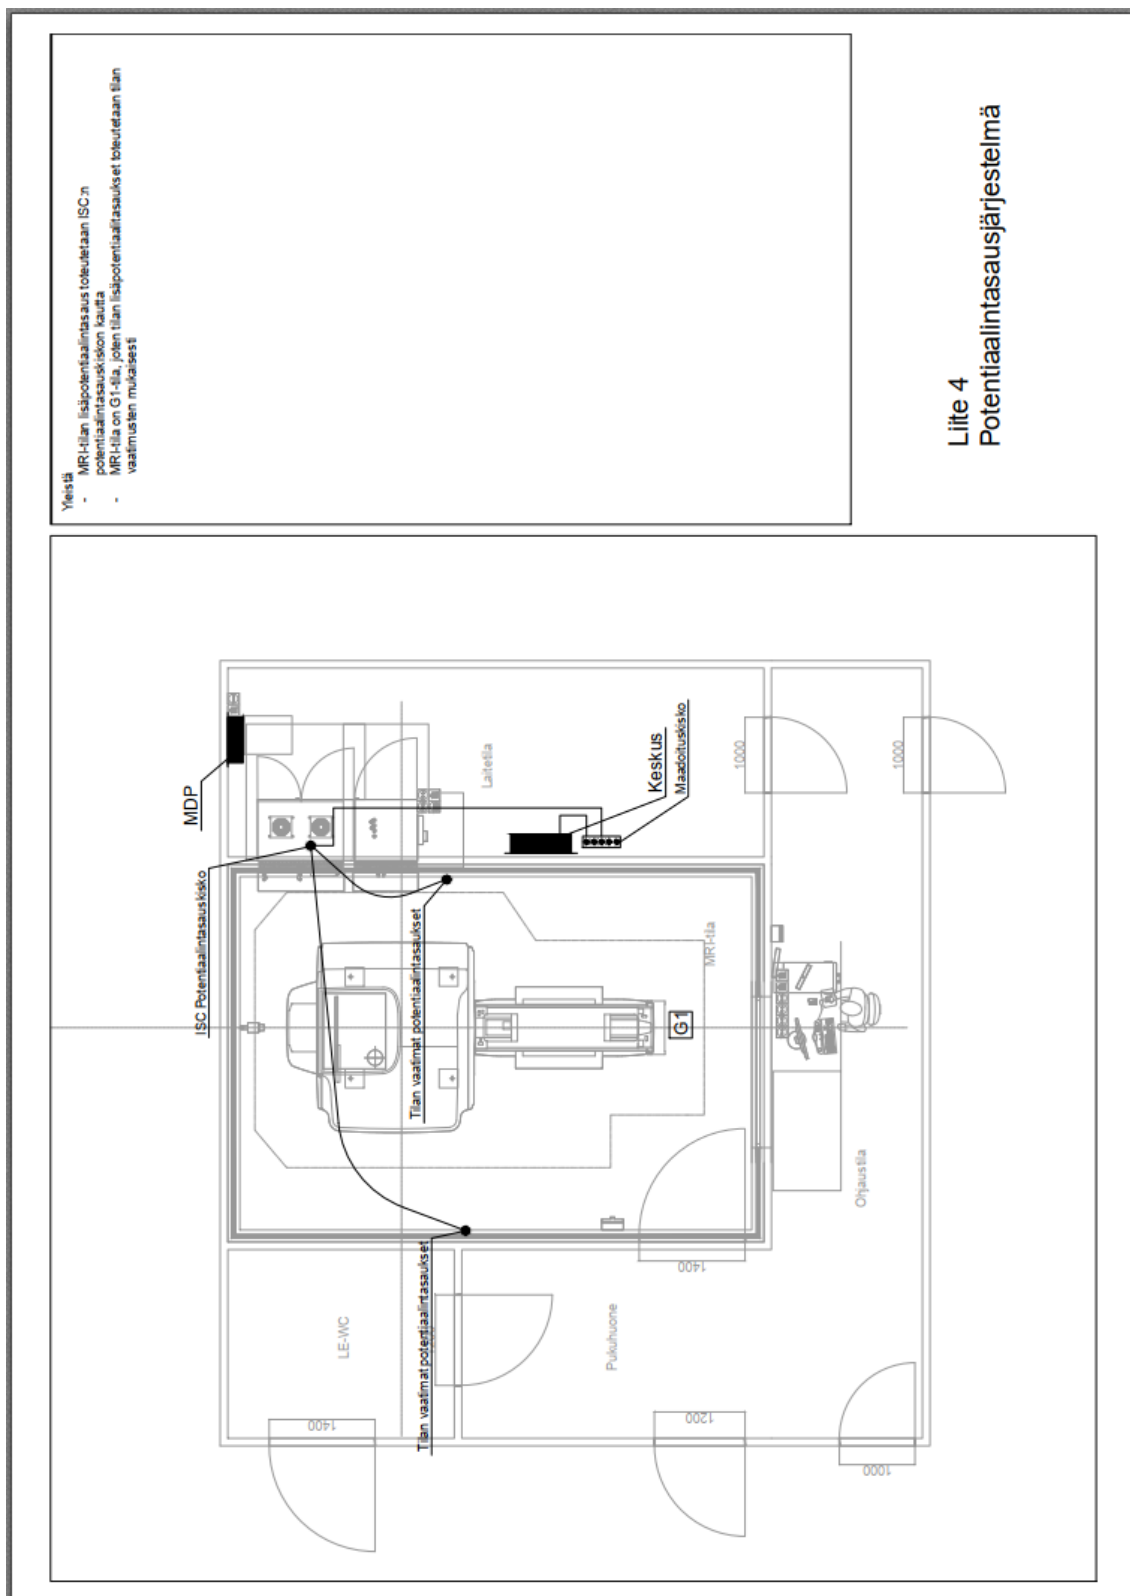 Yleistä
- MRI-tilan lisäpotentiaalintasaus toteutetaan ISC:n
potentiaalintasauskiskon kautta
- MRI-tila on G1-tila, joten tilan lisäpotentiaalitasaukset toteutetaan tilan
vaatimusten mukaisesti
Liite 4
Potentiaalintasausjärjestelmä
MDP
ISC Potentiaalintasauskisko
Laitetila
Keskus
Maadoituskisko
1000
1000
Tilan vaatimat potentiaalintasaukset
MRI-tila
G1
Ohjaustila
Tilan vaatimat potentiaalintasaukset
1400
LE-WC
Pukuhuone
1400
1200
1000